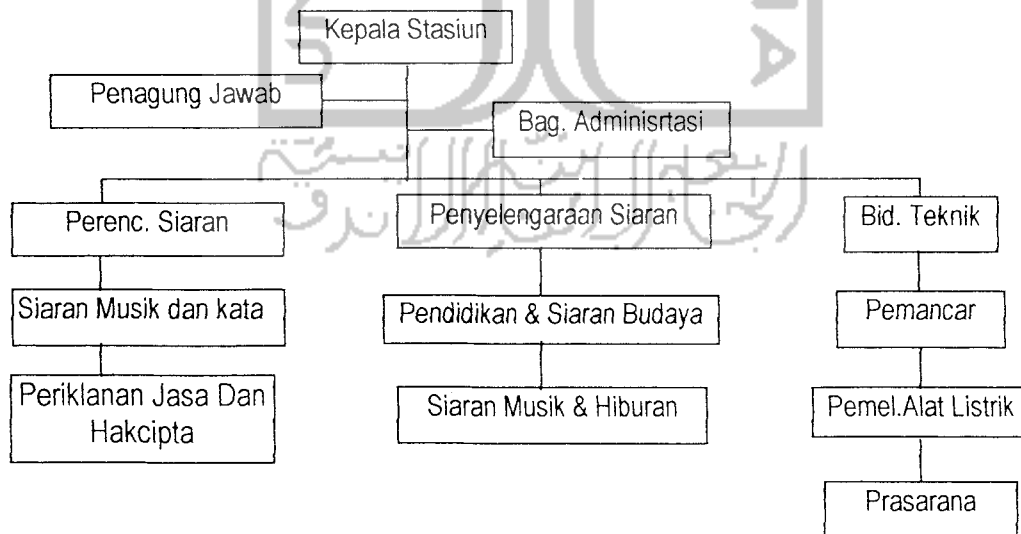 Kepala Stasiun
Penagung Jawab
Bag. Adminisrtasi
Perenc. Siaran
Penyelengaraan Siaran
Bid. Teknik
Siaran Musik dan kata
Pendidikan & Siaran Budaya
Pemancar
Periklanan Jasa Dan
Hakcipta
Siaran Musik & Hiburan
Pemel.Alat Listrik
Prasarana